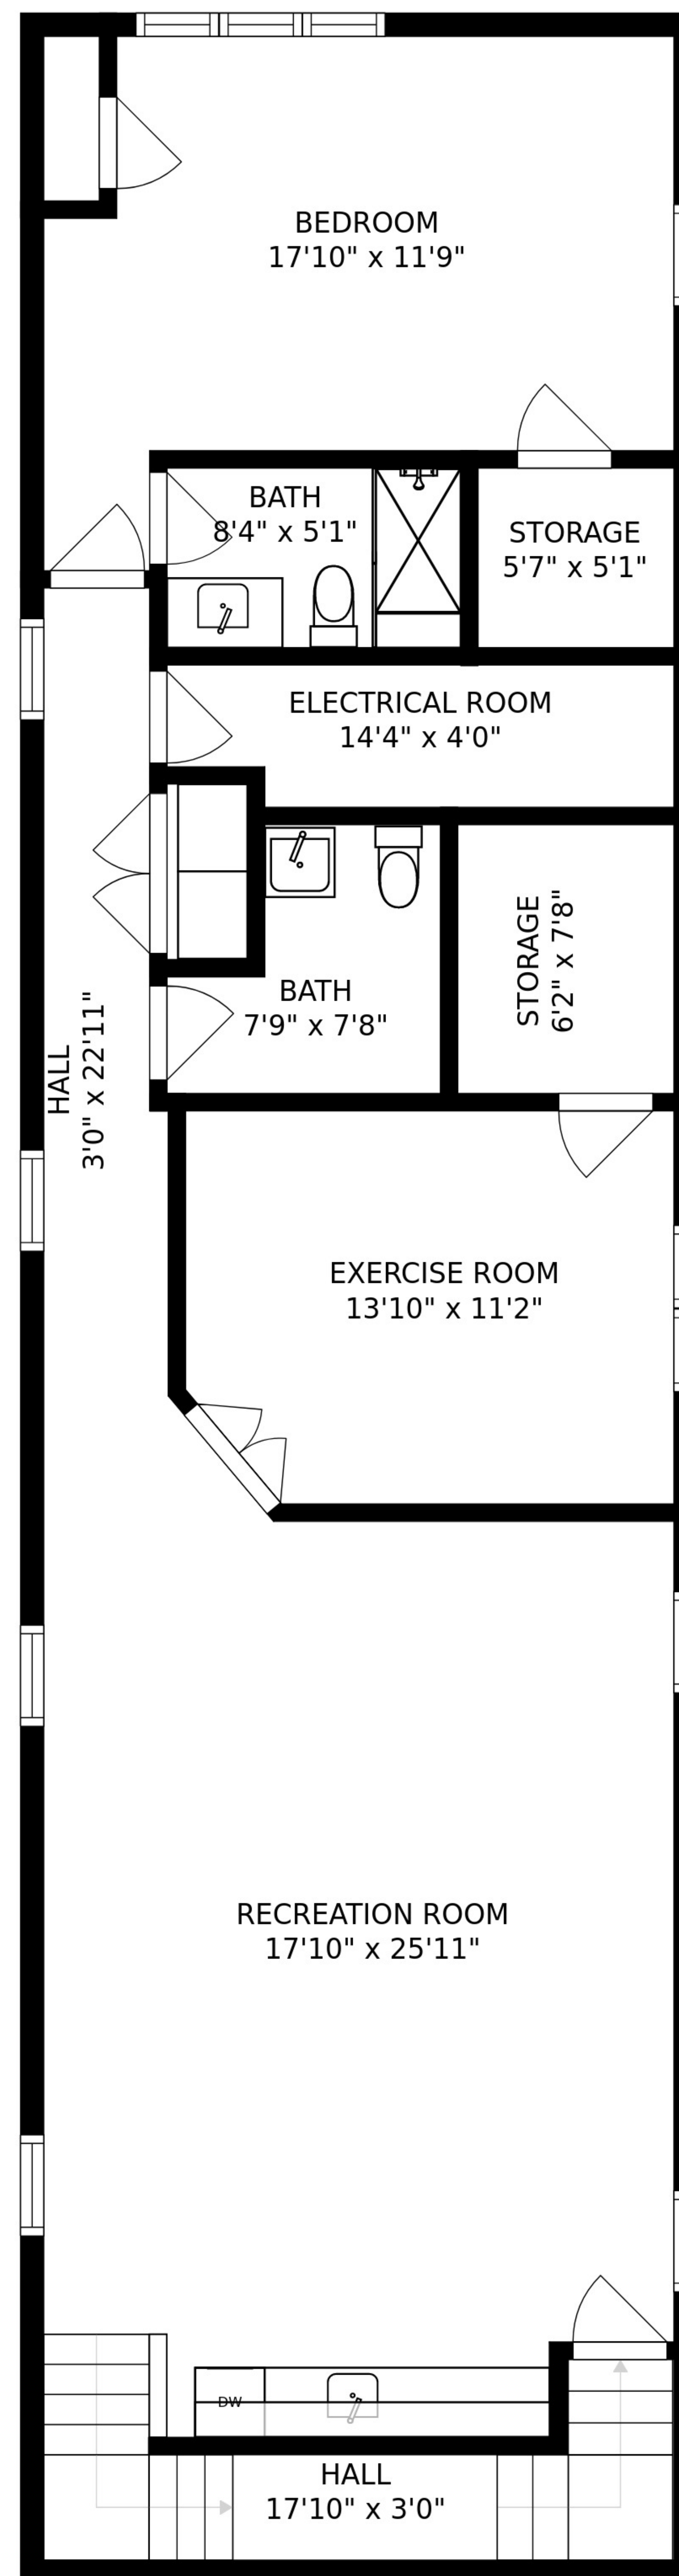 BEDROOM
17'10" x 11'9"
BATH
8'4" x 5'1"
STORAGE
5'7" x 5'1"
ELECTRICAL ROOM
14'4" x 4'0"
STORAGE
6'2" x 7'8"
BATH
7'9" x 7'8"
HALL
3'0" x 22'11"
EXERCISE ROOM
13'10" x 11'2"
RECREATION ROOM
17'10" x 25'11"
DW
HALL
17'10" x 3'0"